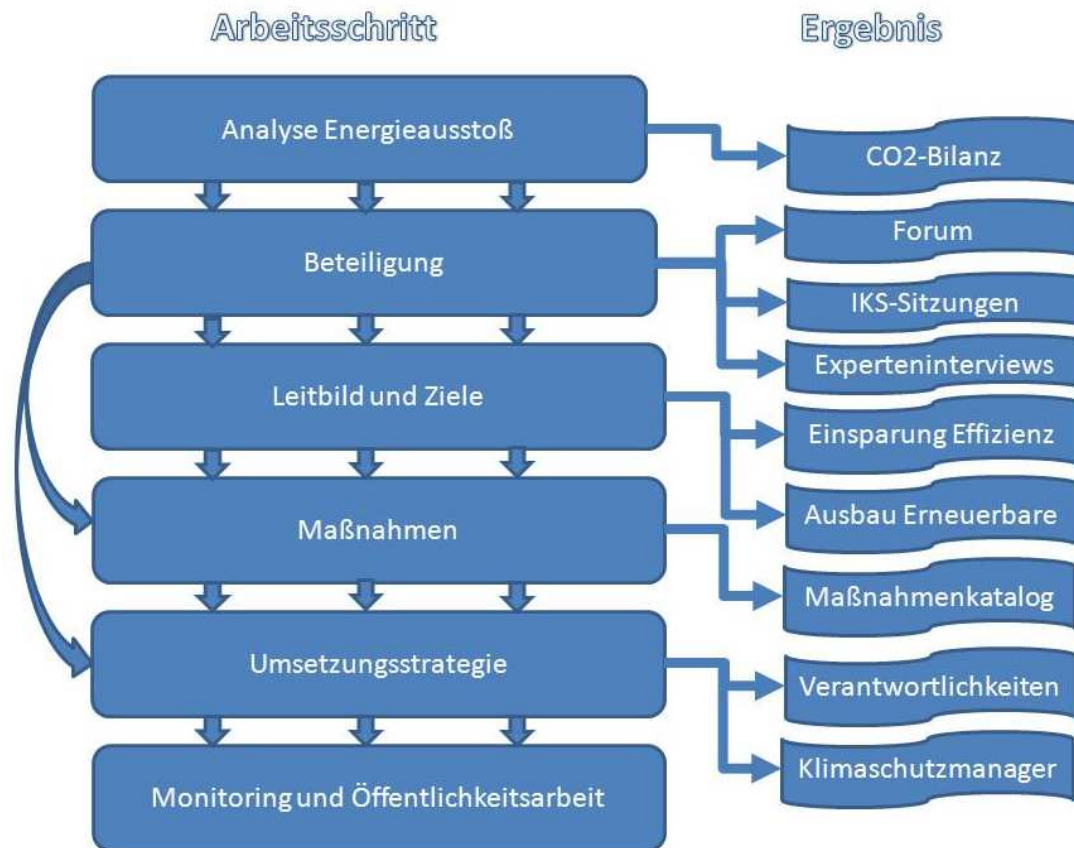 Arbeitsschritt
Ergebnis
Analyse Energieausstoß
CO2-Bilanz
Beteiligung
Forum
IKS-Sitzungen
Experteninterviews
Leitbild und Ziele
Einsparung Effizienz
Ausbau Erneuerbare
Maßnahmen
Maßnahmenkatalog
Umsetzungsstrategie
Verantwortlichkeiten
Klimaschutzmanager
Monitoring und Öffentlichkeitsarbeit